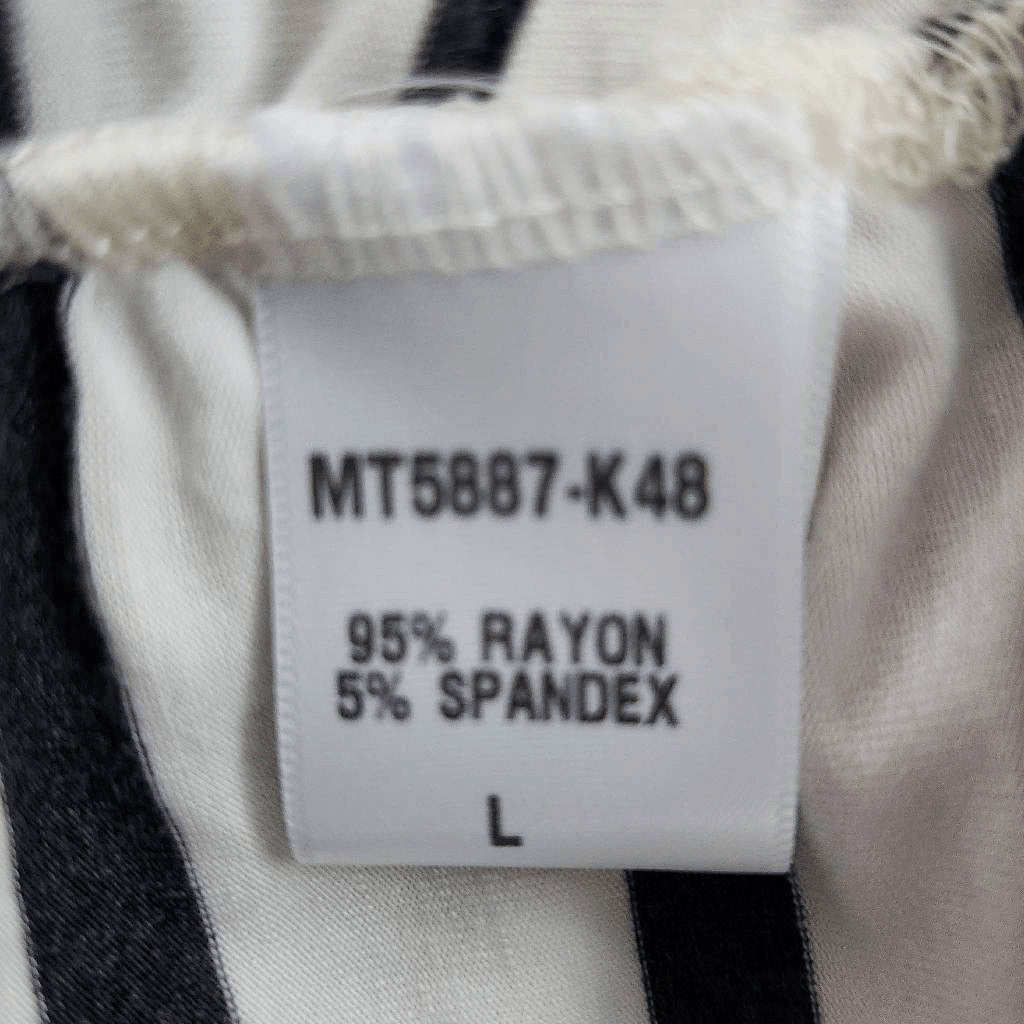 MT5887-K48
95% RAYON
5% SPANDEX
L